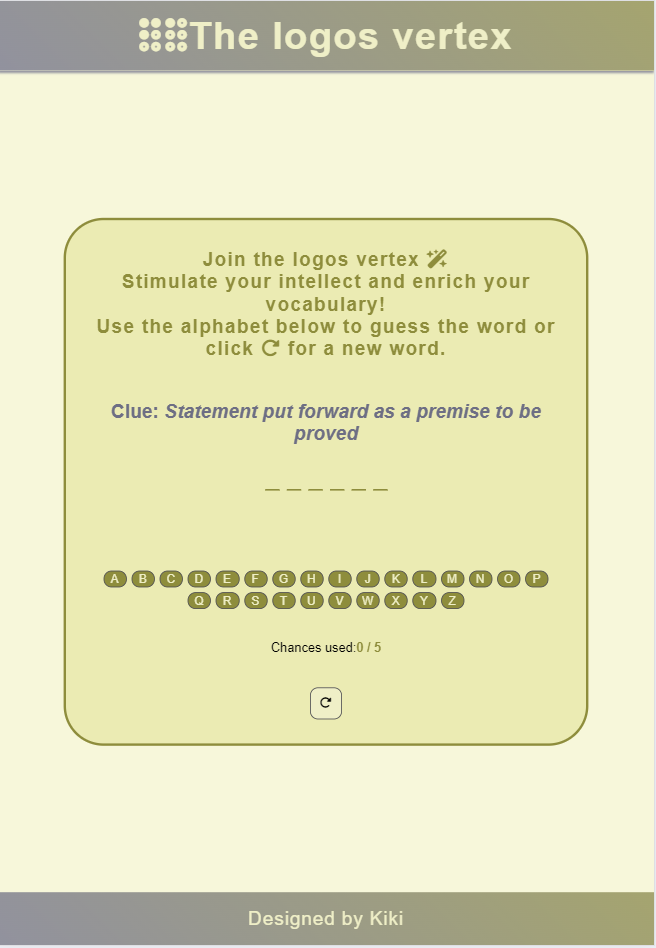 The logos vertex
Join the logos vertex
Stimulate your intellect and enrich your
vocabulary!
Use the alphabet below to guess the word or
click for a new word.
Clue: Statement put forward as a premise to be
proved
_ _ _ _ _ _
A B C D E F G H I J K L M N O P
Q R S T U V W X Y Z
Chances used:0 / 5
Designed by Kiki